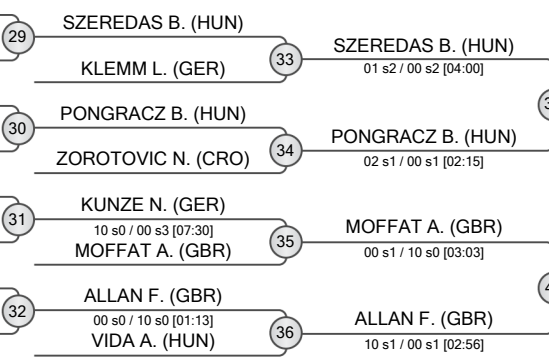 29
SZEREDAS B. (HUN)
KLEMM L. (GER)
33
SZEREDAS B. (HUN)
01 s2 / 00 s2 [04:00]
30
PONGRACZ B. (HUN)
ZOROTOVIC N. (CRO)
34
PONGRACZ B. (HUN)
02 s1 / 00 s1 [02:15]
31
KUNZE N. (GER)
10 s0 / 00 s3 [07:30]
MOFFAT A. (GBR)
35
MOFFAT A. (GBR)
00 s1 / 10 s0 [03:03]
32
ALLAN F. (GBR)
00 s0 / 10 s0 [01:13]
VIDA A. (HUN)
36
ALLAN F. (GBR)
10 s1 / 00 s1 [02:56]